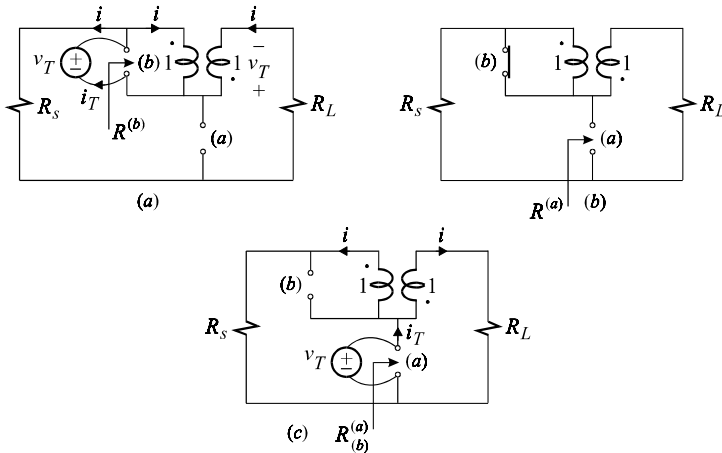 i i i
v_T (b) 1 1 − v_T +
R_s i_T R_L
R^(b) (a)
(a)
(b) 1 1
R_s R_L
(a)
R^(a) (b)
i i
(b) 1 1
R_s i_T R_L
v_T (a)
(c) R^(a)_(b)